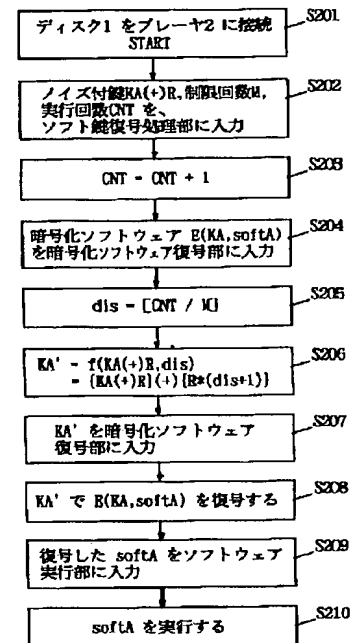 ディスク1 をプレーヤ2 に接続
START
S201
ノイズ付鍵KA(+)R,制限回数M,
実行回数CNT を、
ソフト鍵復号処理部に入力
S202
CNT = CNT + 1
S203
暗号化ソフトウェア E(KA,softA)
を暗号化ソフトウェア復号部に入力
S204
dis = [CNT / M]
S205
KA' = f(KA(+)R,dis)
= {KA(+)R}(+){R*(dis+1)}
S206
KA' を暗号化ソフトウェア
復号部に入力
S207
KA' で E(KA,softA) を復号する
S208
復号した softA をソフトウェア
実行部に入力
S209
softA を実行する
S210